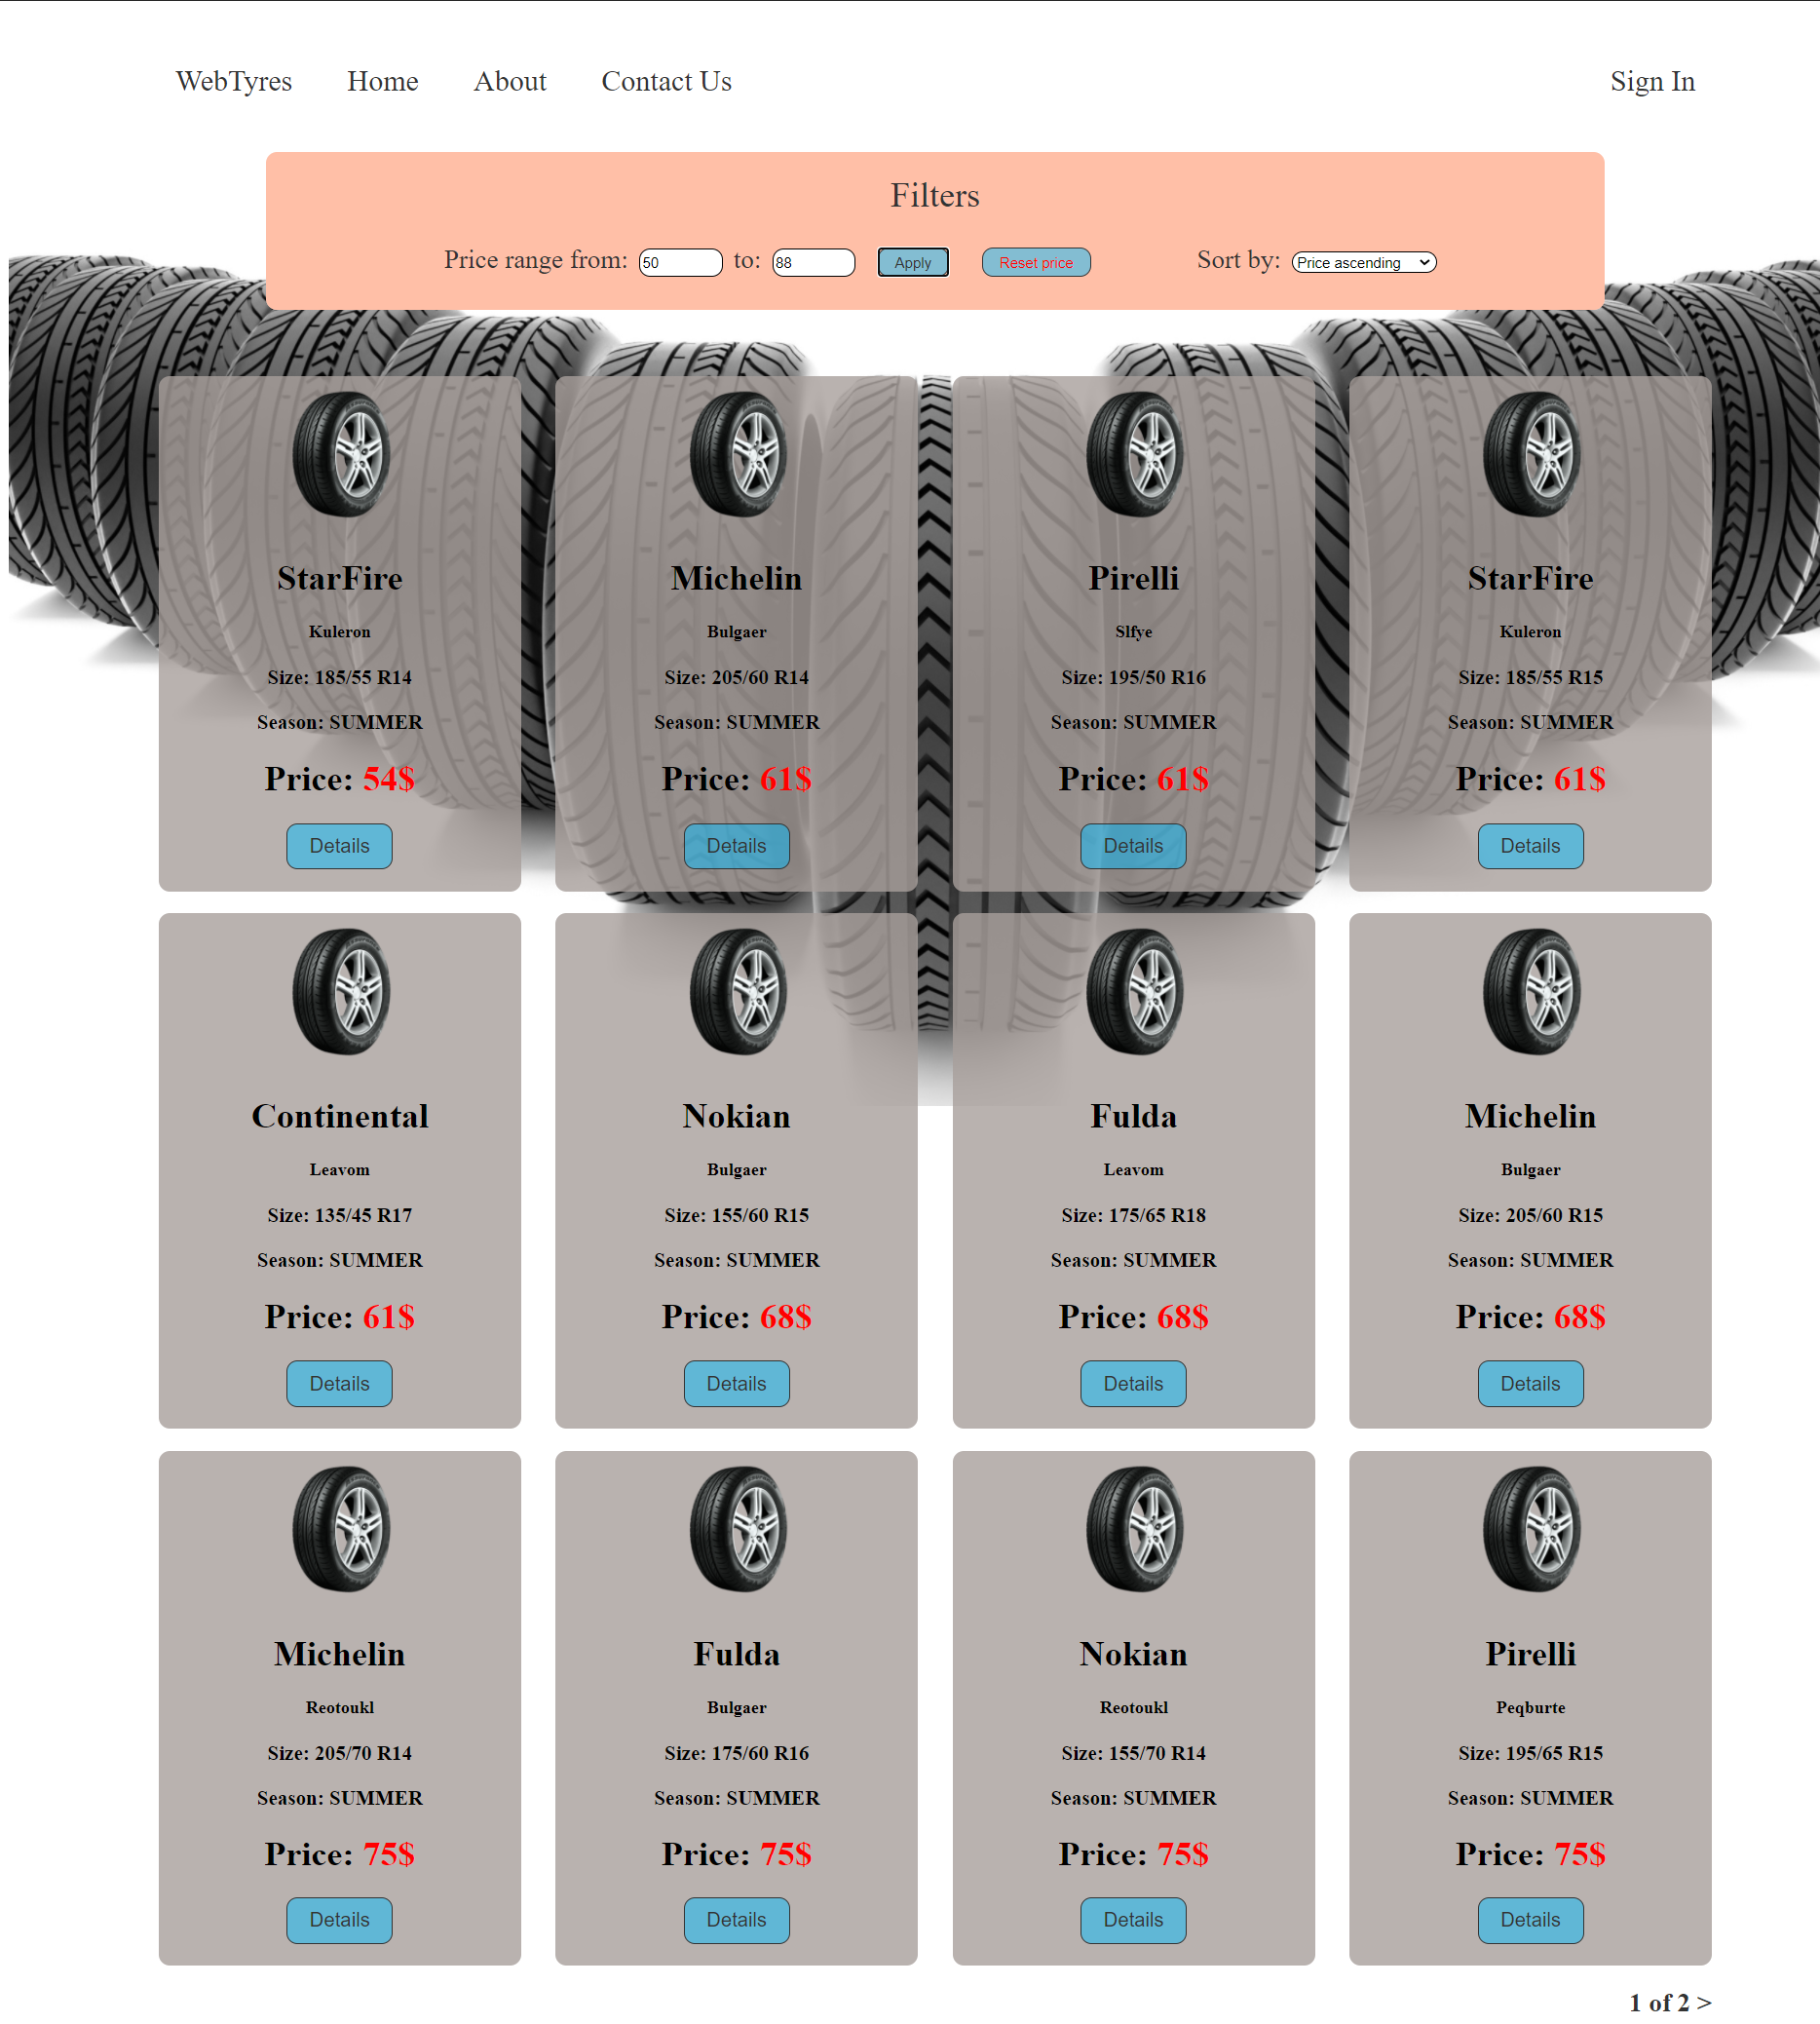 WebTyres Home About Contact Us Sign In
Filters
Price range from: 50 to: 88 Apply Reset price Sort by: Price ascending
StarFire Michelin Pirelli StarFire
Kuleron Bulgaer Slfye Kuleron
Size: 185/55 R14 Size: 205/60 R14 Size: 195/50 R16 Size: 185/55 R15
Season: SUMMER Season: SUMMER Season: SUMMER Season: SUMMER
Price: 54$ Price: 61$ Price: 61$ Price: 61$
Details Details Details Details
Continental Nokian Fulda Michelin
Leavom Bulgaer Leavom Bulgaer
Size: 135/45 R17 Size: 155/60 R15 Size: 175/65 R18 Size: 205/60 R15
Season: SUMMER Season: SUMMER Season: SUMMER Season: SUMMER
Price: 61$ Price: 68$ Price: 68$ Price: 68$
Details Details Details Details
Michelin Fulda Nokian Pirelli
Reotoukl Bulgaer Reotoukl Peqburte
Size: 205/70 R14 Size: 175/60 R16 Size: 155/70 R14 Size: 195/65 R15
Season: SUMMER Season: SUMMER Season: SUMMER Season: SUMMER
Price: 75$ Price: 75$ Price: 75$ Price: 75$
Details Details Details Details
1 of 2 >